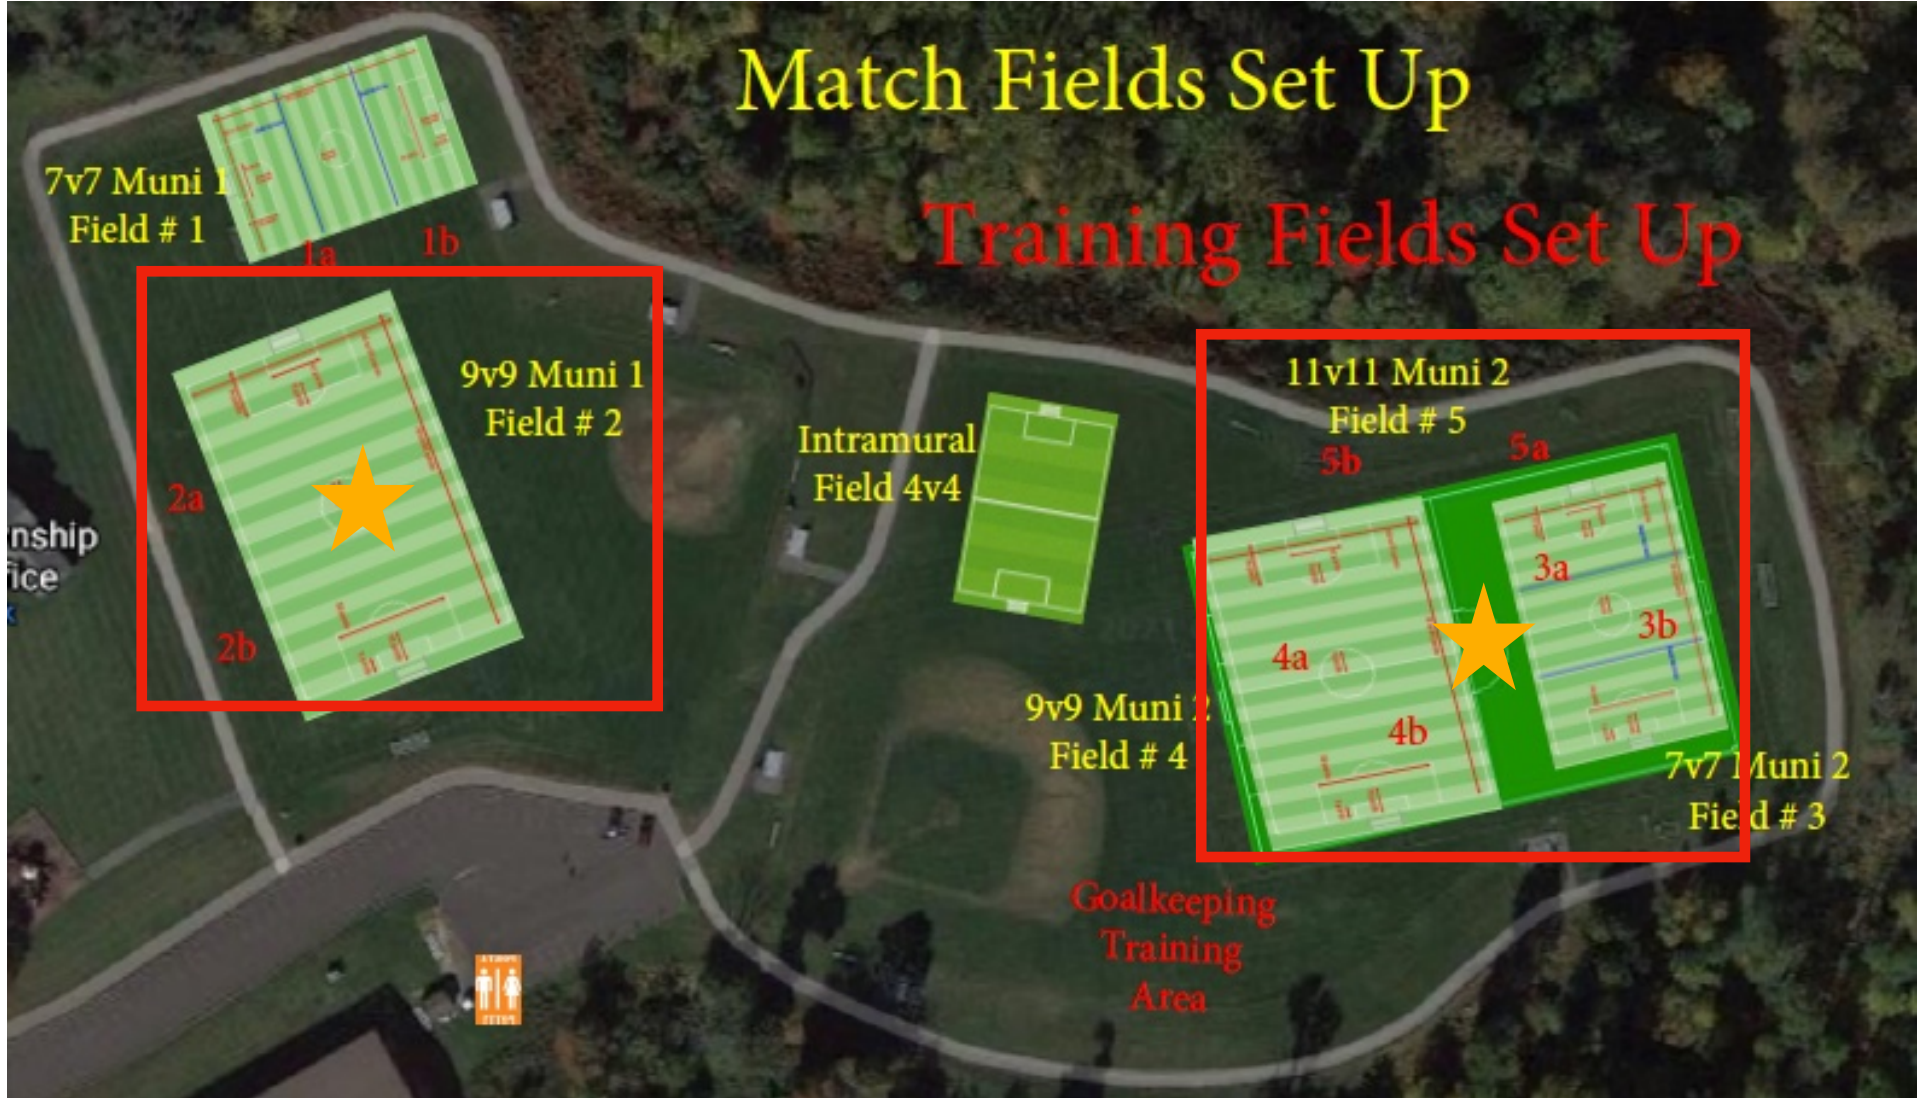 Match Fields Set Up
Training Fields Set Up
7v7 Muni 1
Field # 1
1a
1b
9v9 Muni 1
Field # 2
2a
2b
nship
fice
Intramural
Field 4v4
11v11 Muni 2
Field # 5
5b
5a
3a
3b
4a
4b
9v9 Muni 2
Field # 4
7v7 Muni 2
Field # 3
Goalkeeping
Training
Area